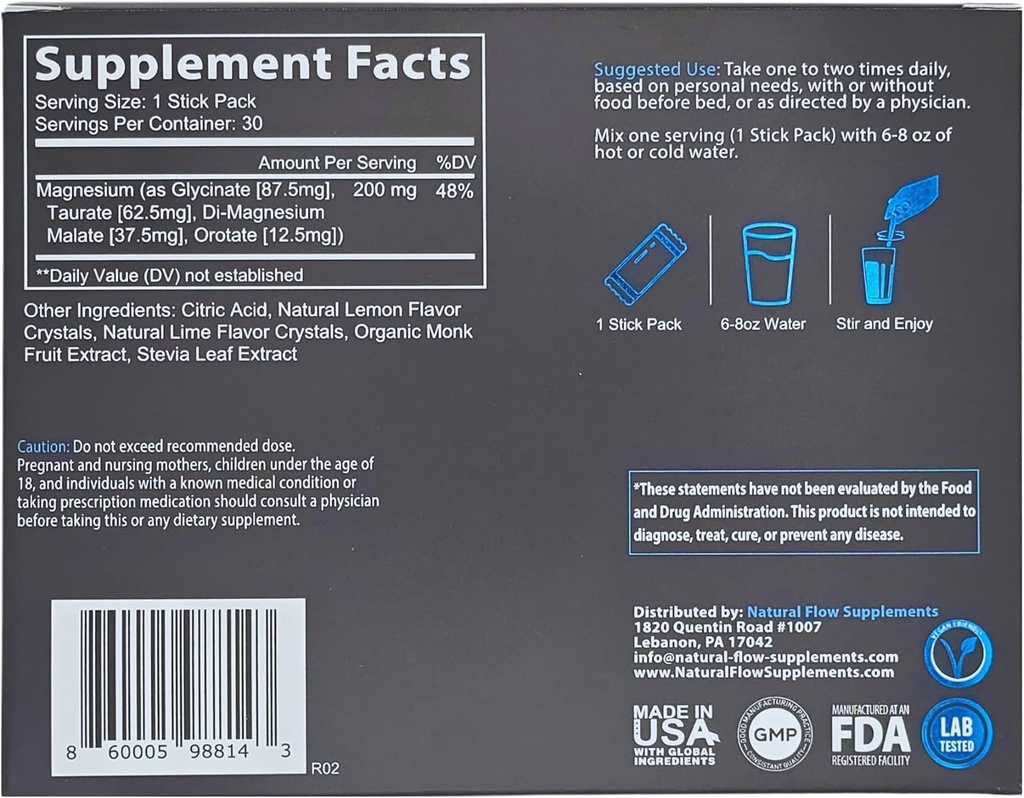 Supplement Facts
Serving Size: 1 Stick Pack
Servings Per Container: 30
Amount Per Serving %DV
Magnesium (as Glycinate [87.5mg], 200 mg 48%
Taurate [62.5mg], Di-Magnesium
Malate [37.5mg], Orotate [12.5mg])
**Daily Value (DV) not established
Other Ingredients: Citric Acid, Natural Lemon Flavor
Crystals, Natural Lime Flavor Crystals, Organic Monk
Fruit Extract, Stevia Leaf Extract
Caution: Do not exceed recommended dose.
Pregnant and nursing mothers, children under the age of
18, and individuals with a known medical condition or
taking prescription medication should consult a physician
before taking this or any dietary supplement.
8 60005 98814 3
R02
Suggested Use: Take one to two times daily,
based on personal needs, with or without
food before bed, or as directed by a physician.
Mix one serving (1 Stick Pack) with 6-8 oz of
hot or cold water.
1 Stick Pack
6-8oz Water
Stir and Enjoy
*These statements have not been evaluated by the Food
and Drug Administration. This product is not intended to
diagnose, treat, cure, or prevent any disease.
Distributed by: Natural Flow Supplements
1820 Quentin Road #1007
Lebanon, PA 17042
info@natural-flow-supplements.com
www.NaturalFlowSupplements.com
VEGAN FRIENDLY
MADE IN
USA
WITH GLOBAL
INGREDIENTS
GOOD MANUFACTURING PRACTICE
GMP
CONSISTANT QUALITY
MANUFACTURED AT AN
FDA
REGISTERED FACILITY
LAB
TESTED